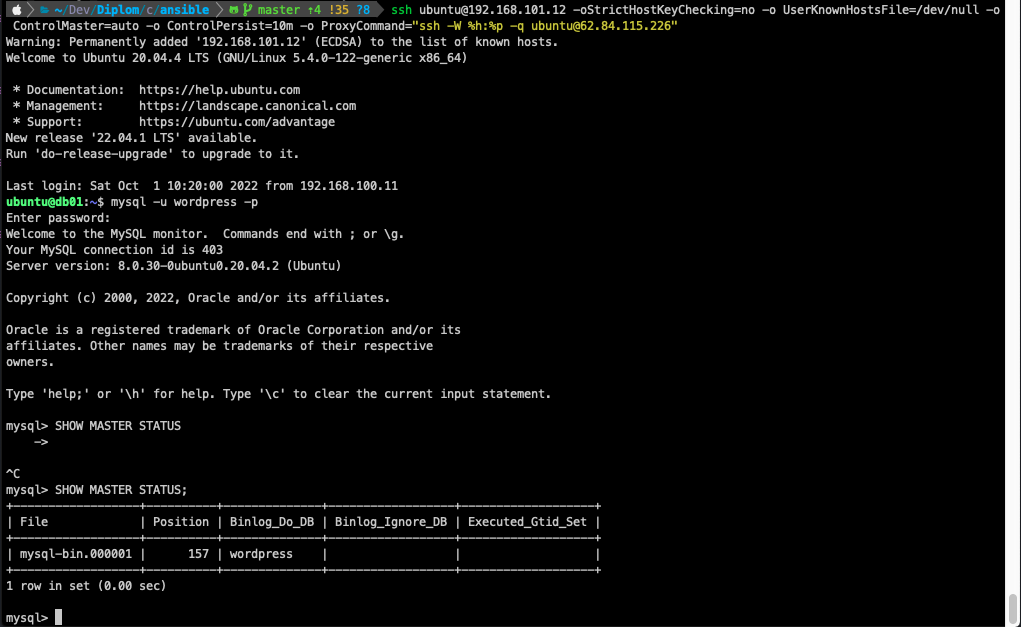 ~/Dev/Diplom/c/ansible master ↑4 !35 ?8 ssh ubuntu@192.168.101.12 -oStrictHostKeyChecking=no -o UserKnownHostsFile=/dev/null -o
ControlMaster=auto -o ControlPersist=10m -o ProxyCommand="ssh -W %h:%p -q ubuntu@62.84.115.226"
Warning: Permanently added '192.168.101.12' (ECDSA) to the list of known hosts.
Welcome to Ubuntu 20.04.4 LTS (GNU/Linux 5.4.0-122-generic x86_64)
* Documentation:  https://help.ubuntu.com
* Management:     https://landscape.canonical.com
* Support:        https://ubuntu.com/advantage
New release '22.04.1 LTS' available.
Run 'do-release-upgrade' to upgrade to it.
Last login: Sat Oct  1 10:20:00 2022 from 192.168.100.11
ubuntu@db01:~$ mysql -u wordpress -p
Enter password:
Welcome to the MySQL monitor.  Commands end with ; or \g.
Your MySQL connection id is 403
Server version: 8.0.30-0ubuntu0.20.04.2 (Ubuntu)
Copyright (c) 2000, 2022, Oracle and/or its affiliates.
Oracle is a registered trademark of Oracle Corporation and/or its
affiliates. Other names may be trademarks of their respective
owners.
Type 'help;' or '\h' for help. Type '\c' to clear the current input statement.
mysql> SHOW MASTER STATUS
    ->
^C
mysql> SHOW MASTER STATUS;
+------------------+----------+--------------+------------------+-------------------+
| File             | Position | Binlog_Do_DB | Binlog_Ignore_DB | Executed_Gtid_Set |
+------------------+----------+--------------+------------------+-------------------+
| mysql-bin.000001 |      157 | wordpress    |                  |                   |
+------------------+----------+--------------+------------------+-------------------+
1 row in set (0.00 sec)
mysql>